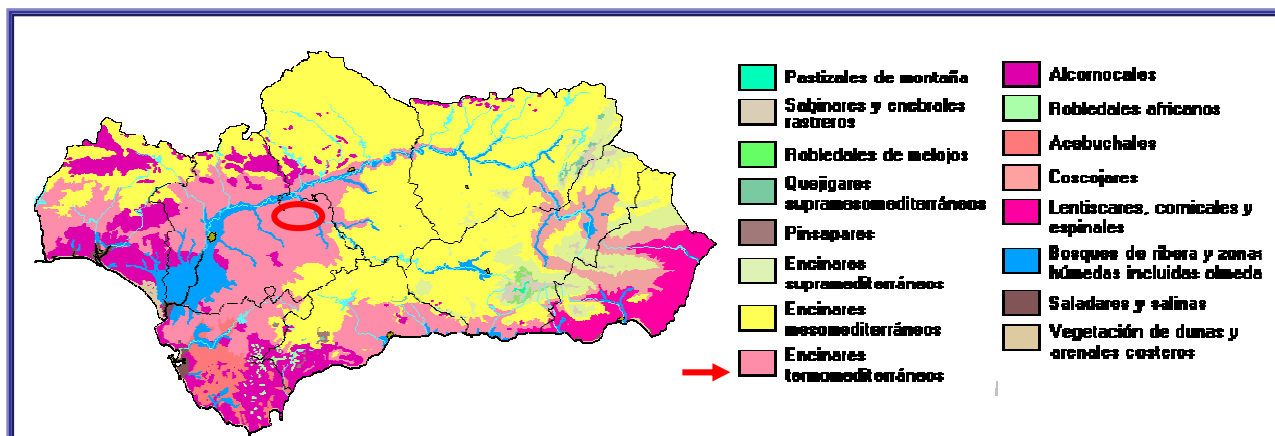 Pastizales de montaña
Sabinares y enebrales
rastreros
Robledales de melojos
Quejigares
supramesomediterráneos
Pinsapares
Encinares
supramediterráneos
Encinares
mesomediterráneos
Encinares
termomediterráneos
Alcornocales
Robledales africanos
Acebuchales
Coscojares
Lentiscares, cornicales y
espinales
Bosques de ribera y zonas
húmedas incluidas olmeda
Saladares y salinas
Vegetación de dunas y
arenales costeros